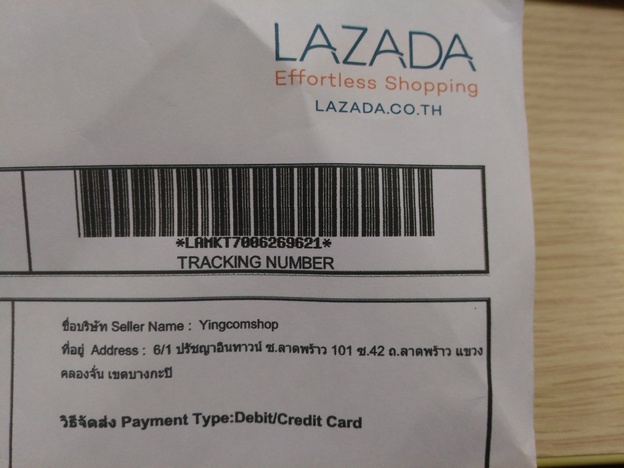 LAZADA
Effortless Shopping
LAZADA.CO.TH
*LAMKT7006269621*
TRACKING NUMBER
ชื่อบริษัท Seller Name : Yingcomshop
ที่อยู่ Address : 6/1 ปรัชญาอินทาวน์ ซ.ลาดพร้าว 101 ซ.42 ถ.ลาดพร้าว แขวง
คลองจั่น เขตบางกะปิ
วิธีจัดส่ง Payment Type:Debit/Credit Card